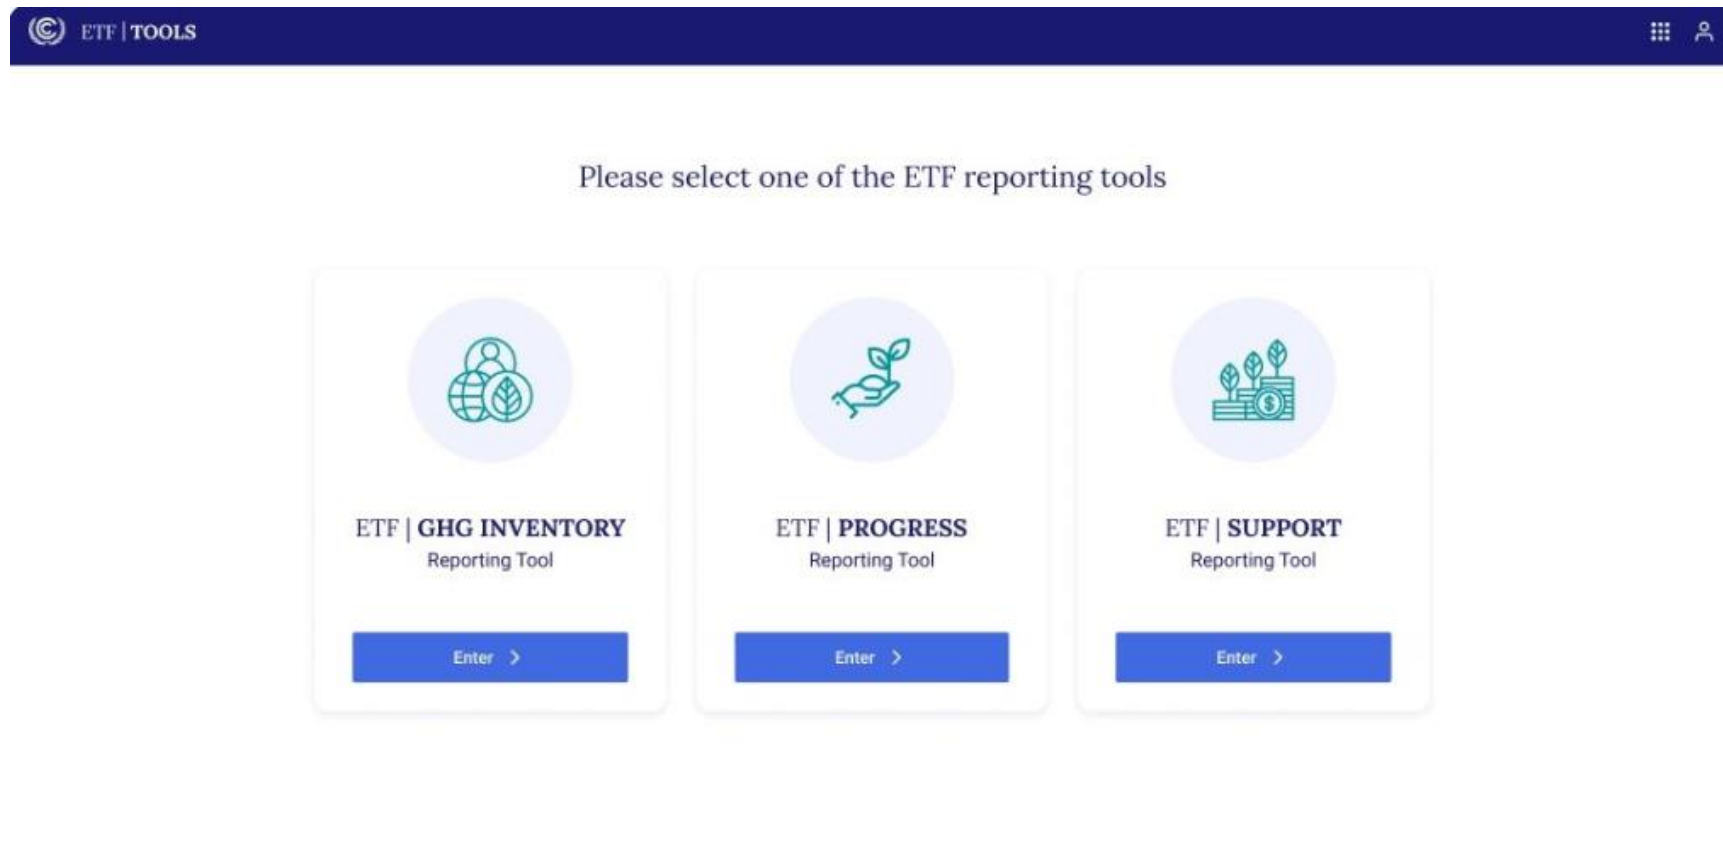 ETF | TOOLS
Please select one of the ETF reporting tools
ETF | GHG INVENTORY
Reporting Tool
Enter >
ETF | PROGRESS
Reporting Tool
Enter >
ETF | SUPPORT
Reporting Tool
Enter >